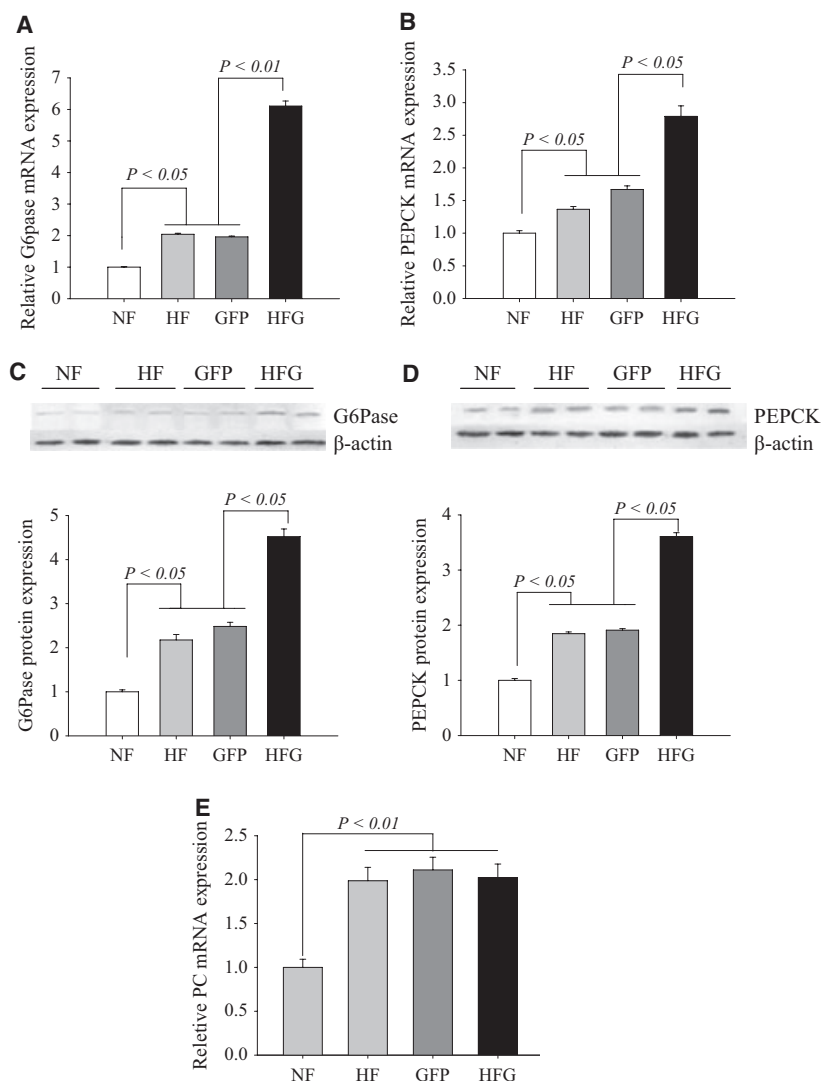 A
Relative G6pase mRNA expression
7
6
5
4
3
2
1
0
P < 0.05
P < 0.01
NF HF GFP HFG
B
Relative PEPCK mRNA expression
3.5
3.0
2.5
2.0
1.5
1.0
0.5
0.0
P < 0.05
P < 0.05
NF HF GFP HFG
C
NF HF GFP HFG
G6Pase
β-actin
G6Pase protein expression
5
4
3
2
1
0
P < 0.05
P < 0.05
NF HF GFP HFG
D
NF HF GFP HFG
PEPCK
β-actin
PEPCK protein expression
4
3
2
1
0
P < 0.05
P < 0.05
NF HF GFP HFG
E
Reletive PC mRNA expression
2.5
2.0
1.5
1.0
0.5
0.0
P < 0.01
NF HF GFP HFG